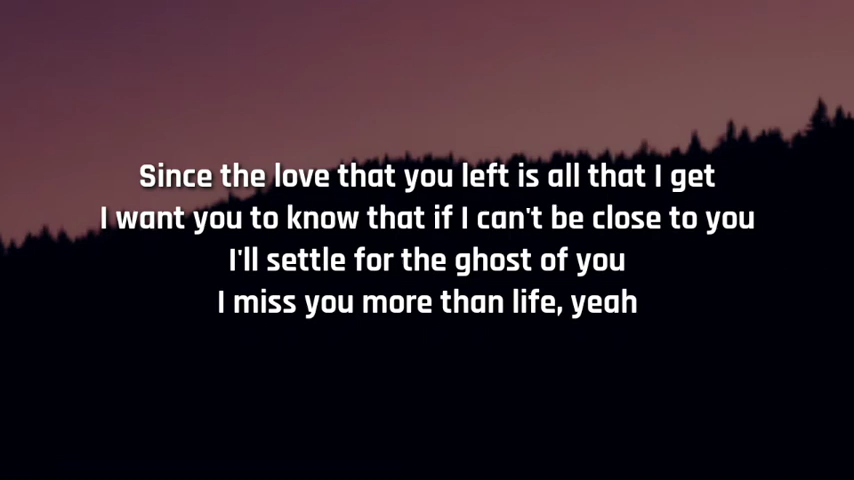 Since the love that you left is all that I get
I want you to know that if I can't be close to you
I'll settle for the ghost of you
I miss you more than life, yeah